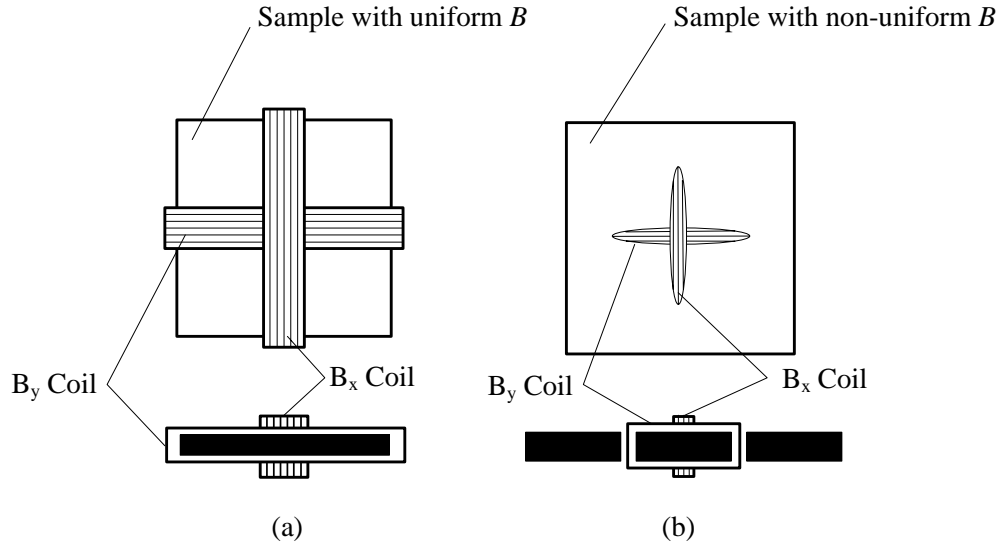 Sample with uniform B
Sample with non-uniform B
By Coil
Bx Coil
By Coil
Bx Coil
(a)
(b)